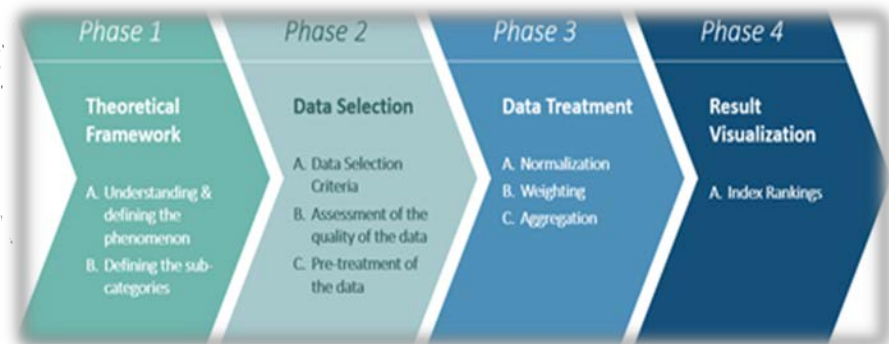 Phase 1
Theoretical
Framework
A. Understanding &
defining the
phenomenon
B. Defining the sub-
categories
Phase 2
Data Selection
A. Data Selection
Criteria
B. Assessment of the
quality of the data
C. Pre-treatment of
the data
Phase 3
Data Treatment
A. Normalization
B. Weighting
C. Aggregation
Phase 4
Result
Visualization
A. Index Rankings